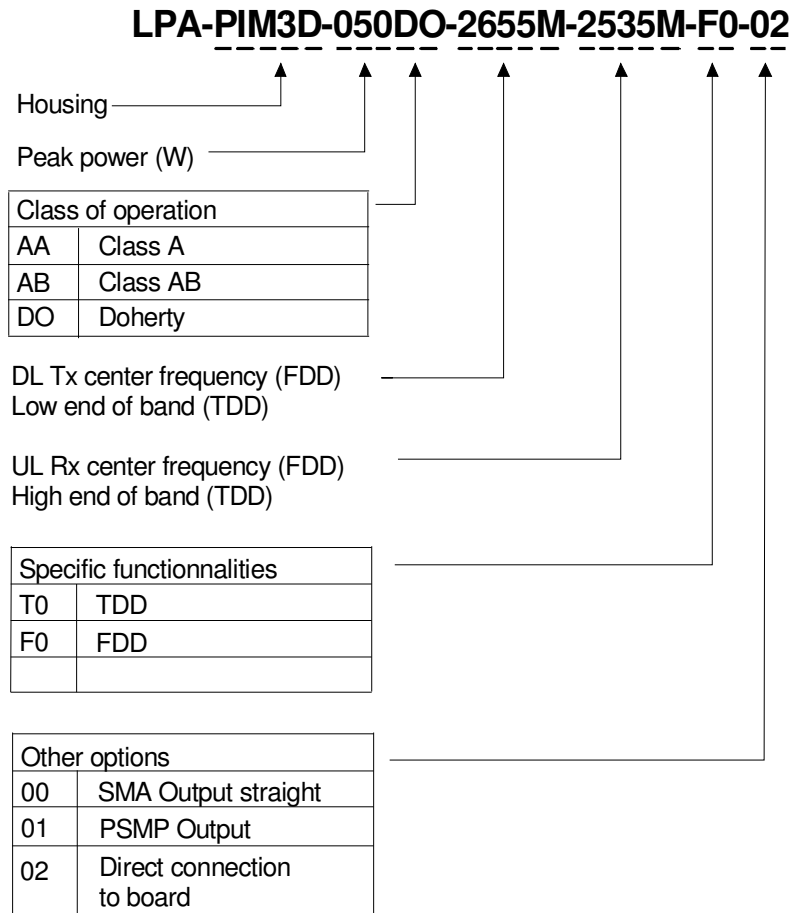 LPA-PIM3D-050DO-2655M-2535M-F0-02
Housing
Peak power (W)
Class of operation
AA Class A
AB Class AB
DO Doherty
DL Tx center frequency (FDD)
Low end of band (TDD)
UL Rx center frequency (FDD)
High end of band (TDD)
Specific functionnalities
T0 TDD
F0 FDD
Other options
00 SMA Output straight
01 PSMP Output
02 Direct connection
to board